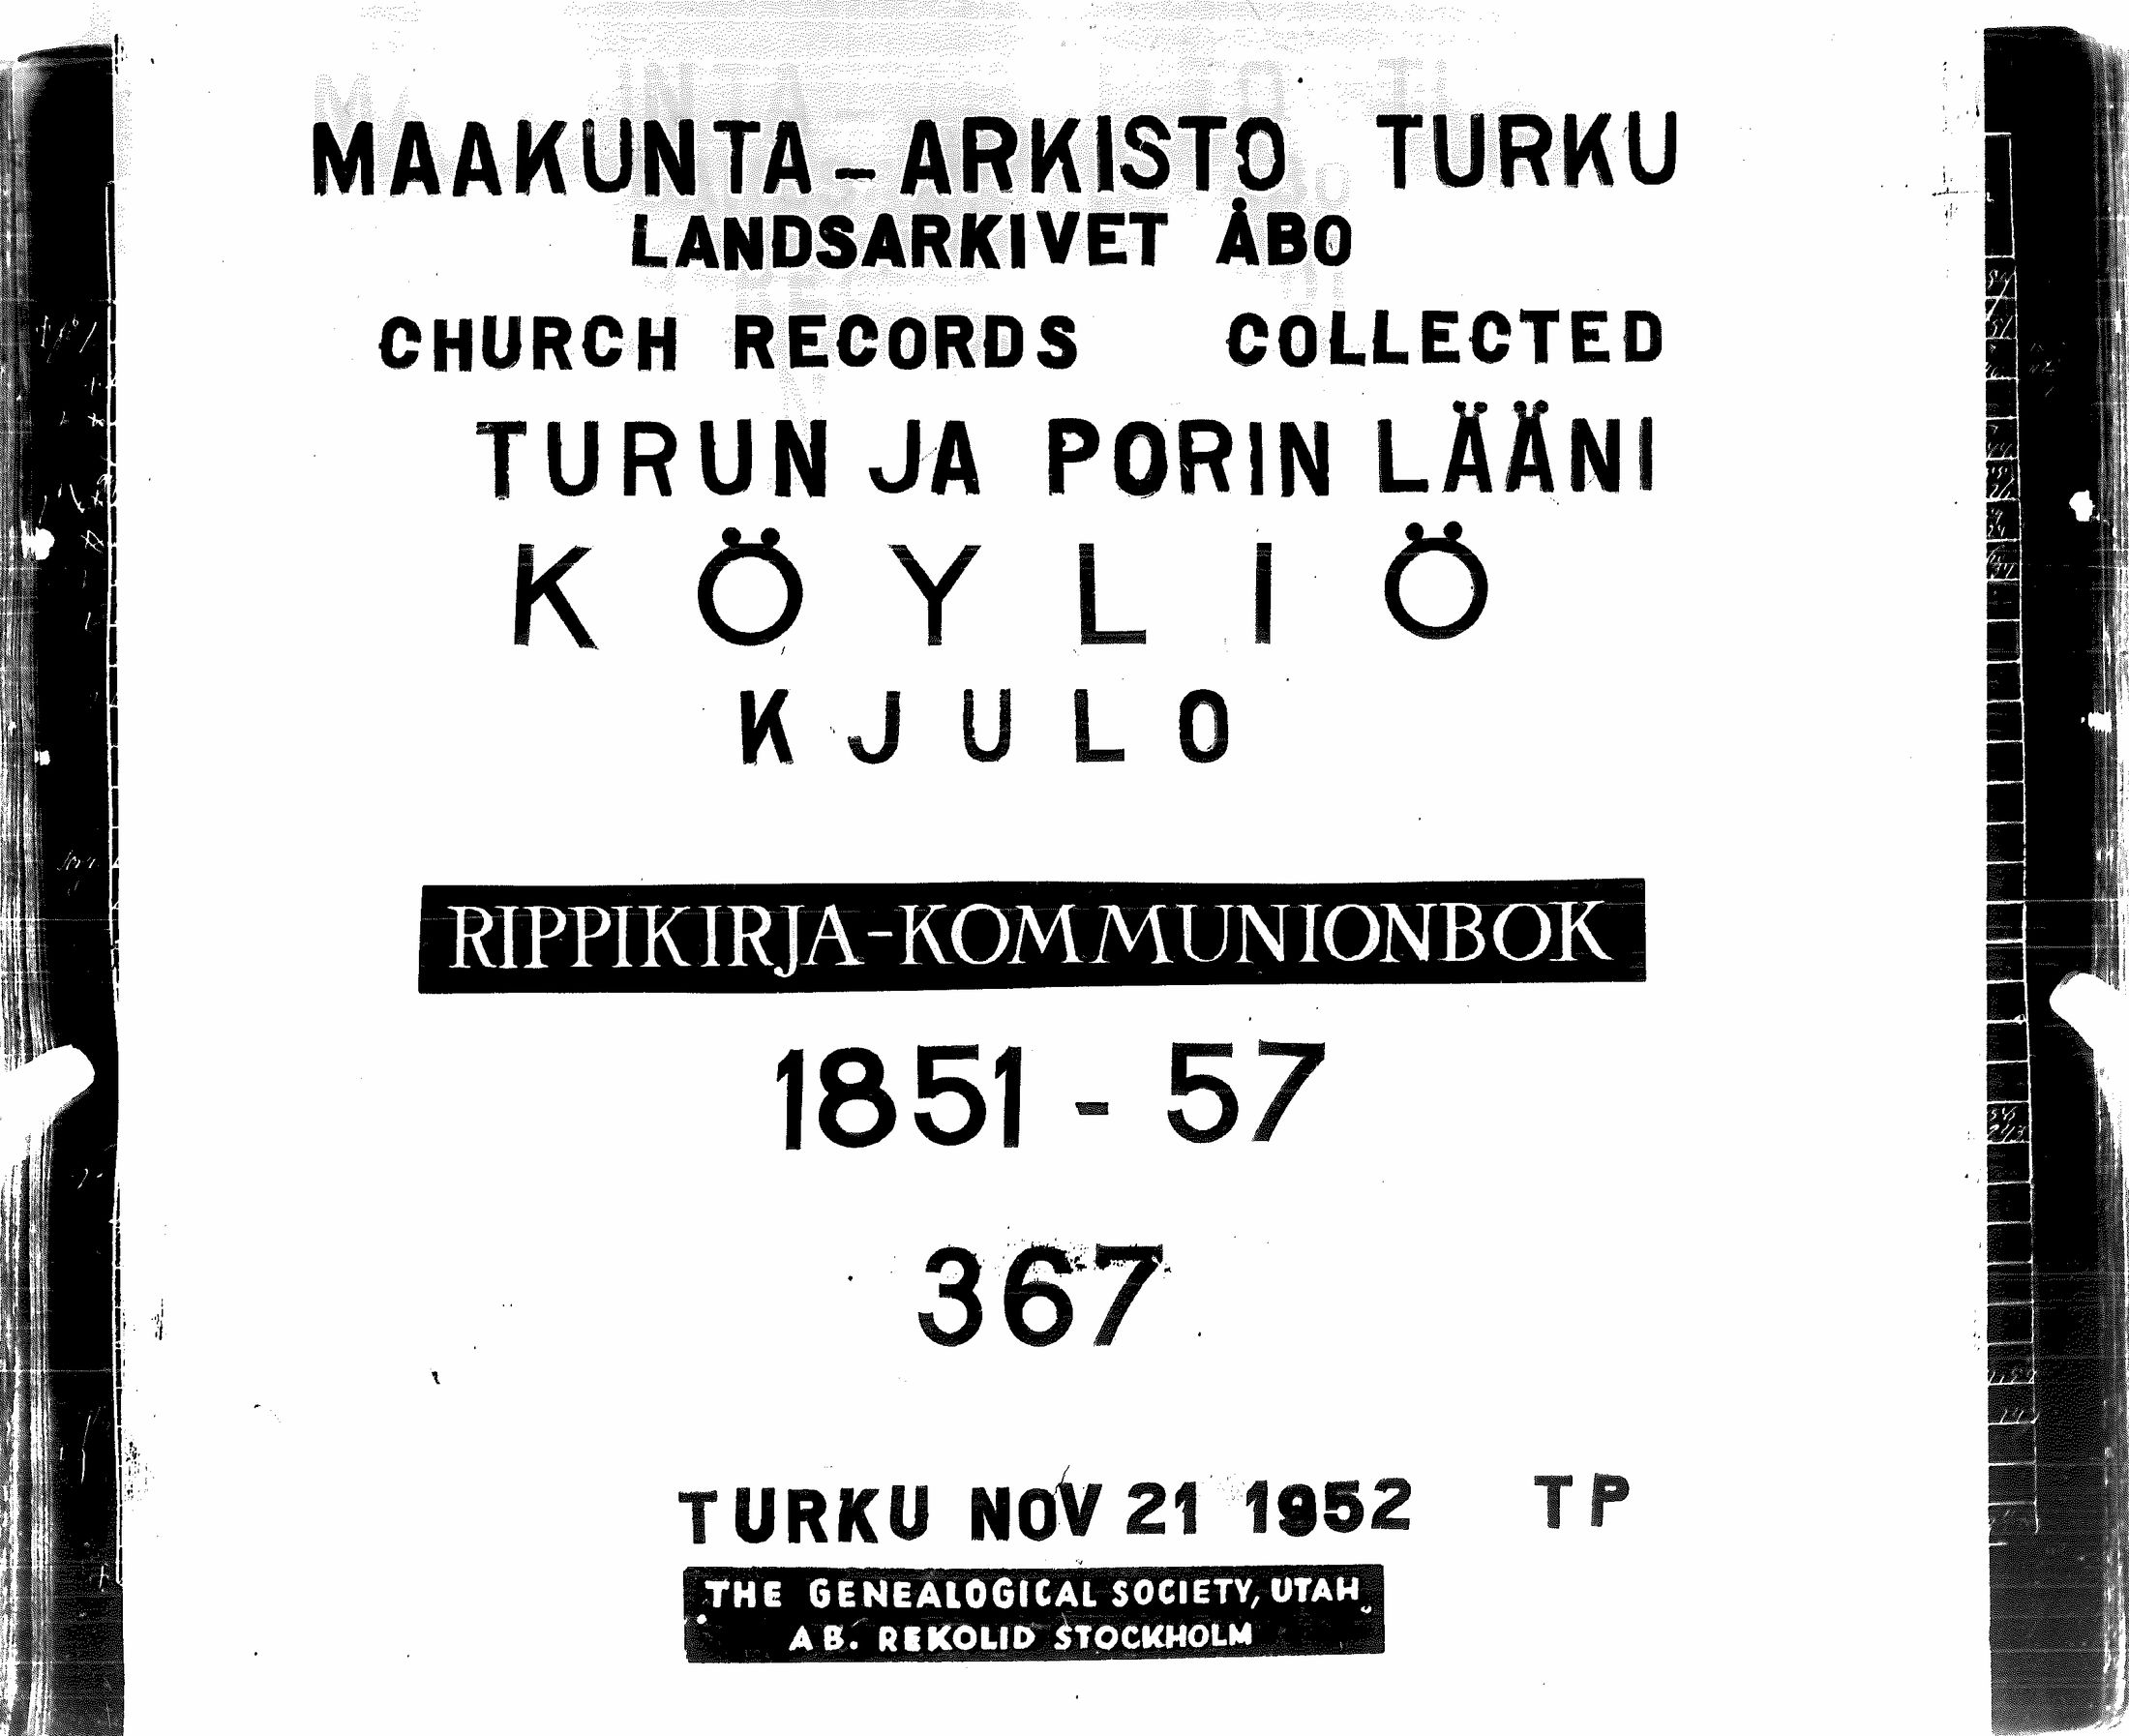 MAAKUNTA-ARKISTO TURKU
LANDSARKIVET ÅBO
CHURCH RECORDS COLLECTED
TURUN JA PORIN LÄÄNI
KÖYLIÖ
KJULO
RIPPIKIRJA-KOMMUNIONBOK
1851-57
367
TURKU NOV 21 1952 TP
THE GENEALOGICAL SOCIETY, UTAH
AB. REKOLID STOCKHOLM